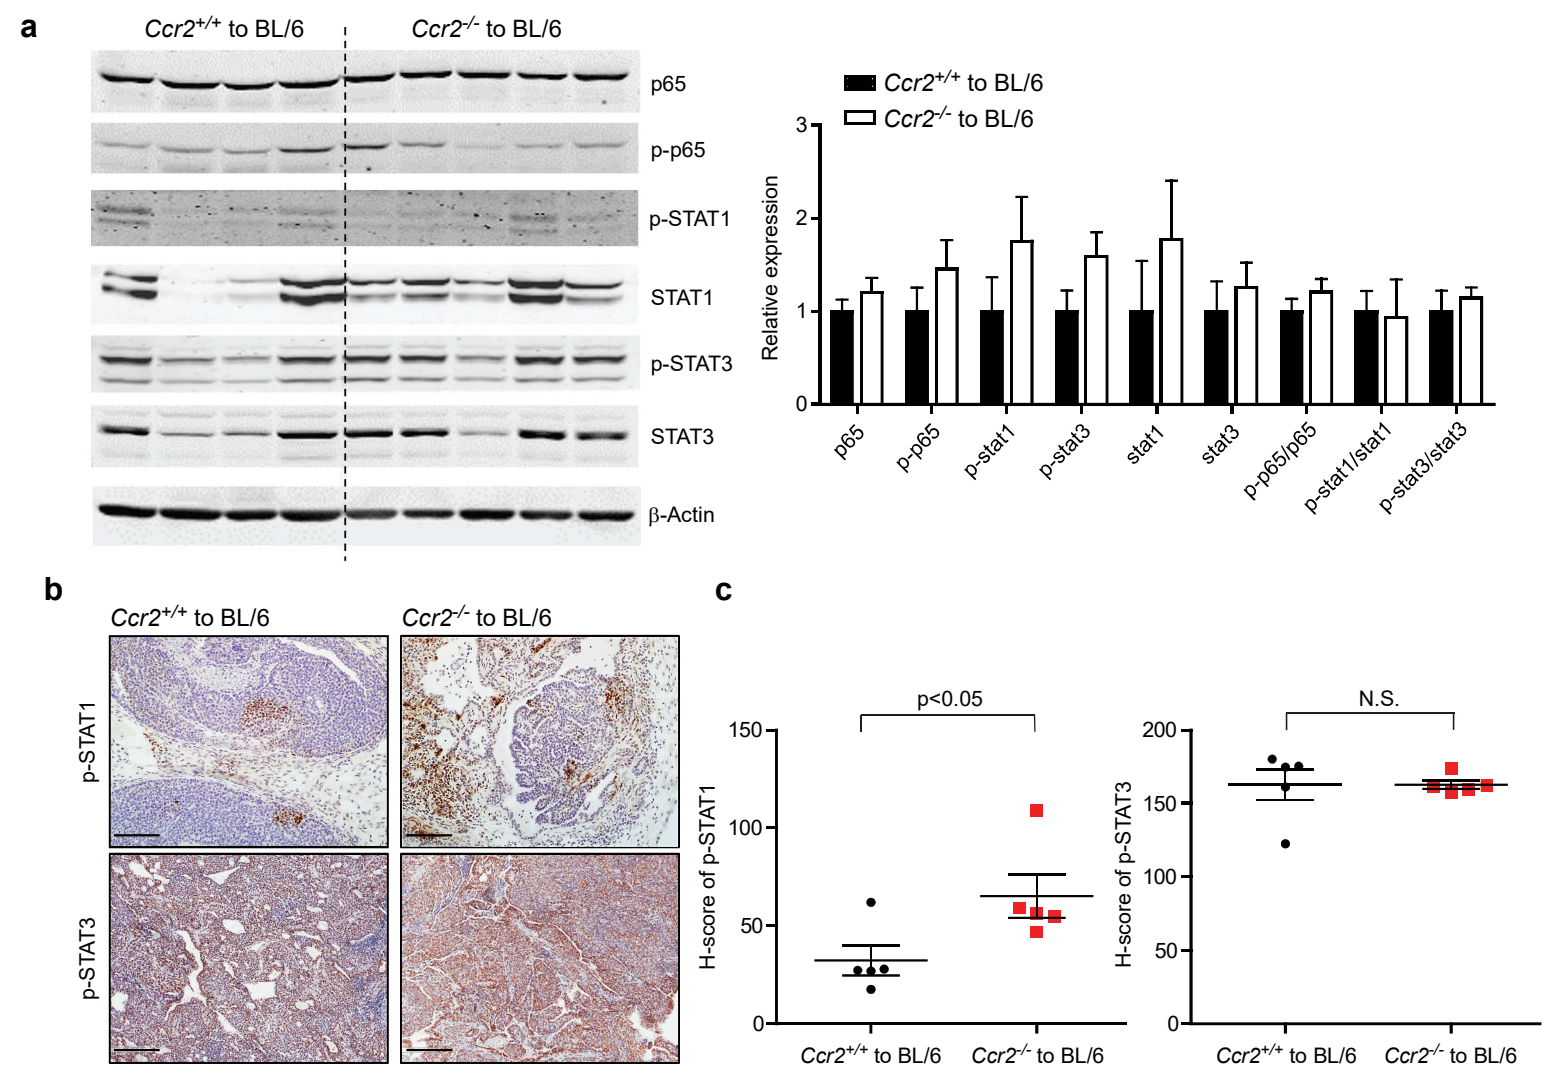 a
Ccr2+/+ to BL/6
Ccr2-/- to BL/6
p65
p-p65
p-STAT1
STAT1
p-STAT3
STAT3
β-Actin
Ccr2+/+ to BL/6
Ccr2-/- to BL/6
Relative expression
3
2
1
0
p65
p-p65
p-stat1
p-stat3
stat1
stat3
p-p65/p65
p-stat1/stat1
p-stat3/stat3
b
Ccr2+/+ to BL/6
Ccr2-/- to BL/6
p-STAT1
p-STAT3
c
p<0.05
H-score of p-STAT1
150
100
50
0
Ccr2+/+ to BL/6
Ccr2-/- to BL/6
N.S.
H-score of p-STAT3
200
150
100
50
0
Ccr2+/+ to BL/6
Ccr2-/- to BL/6